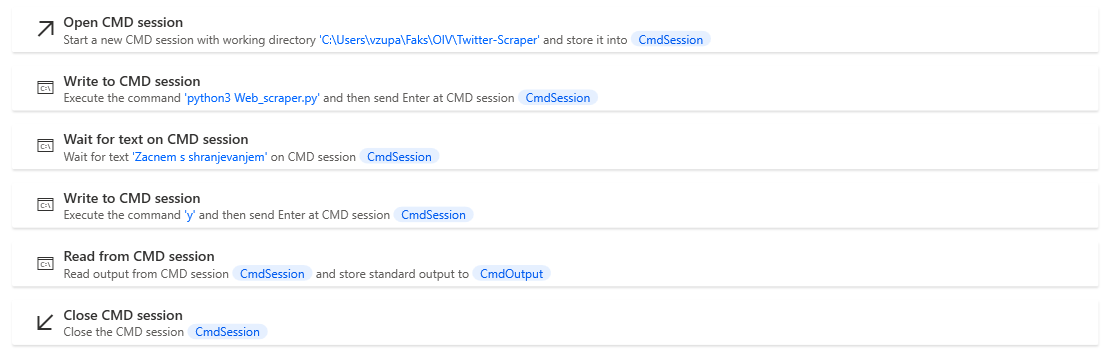 Open CMD session
Start a new CMD session with working directory 'C:\Users\vzupa\Faks\OIV\Twitter-Scraper' and store it into CmdSession
C:\
Write to CMD session
Execute the command 'python3 Web_scraper.py' and then send Enter at CMD session CmdSession
C:\
Wait for text on CMD session
Wait for text 'Zacnem s shranjevanjem' on CMD session CmdSession
C:\
Write to CMD session
Execute the command 'y' and then send Enter at CMD session CmdSession
C:\
Read from CMD session
Read output from CMD session CmdSession and store standard output to CmdOutput
Close CMD session
Close the CMD session CmdSession